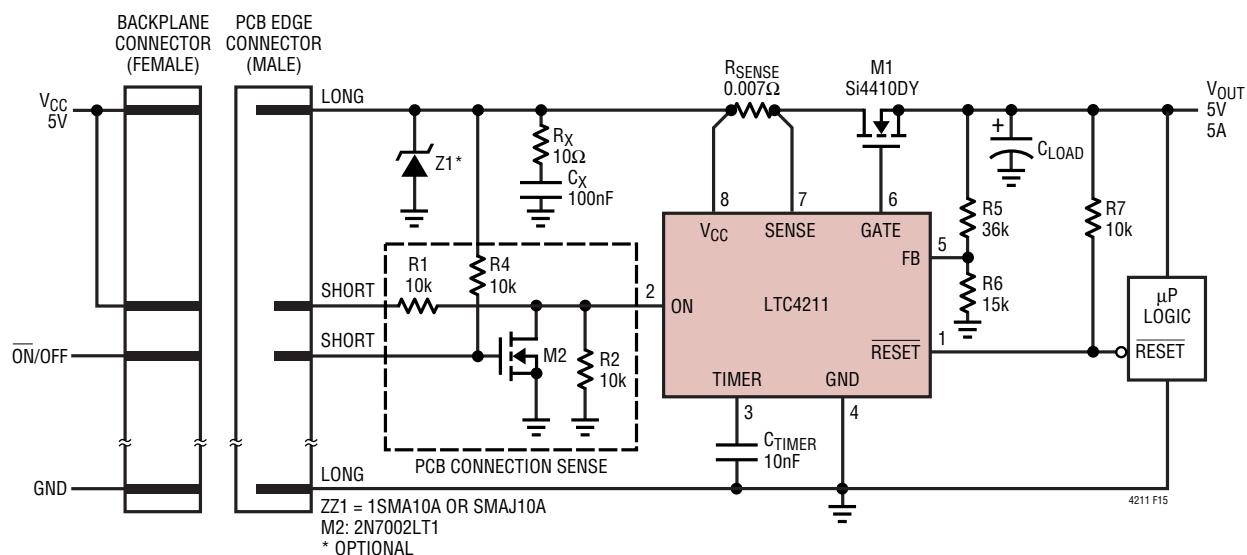 BACKPLANE
CONNECTOR
(FEMALE)
PCB EDGE
CONNECTOR
(MALE)
VCC
5V
LONG
Z1*
RX
10Ω
CX
100nF
RSENSE
0.007Ω
M1
Si4410DY
VOUT
5V
5A
+
CLOAD
8
7
6
VCC
SENSE
GATE
R5
36k
R7
10k
5
FB
R1
10k
R4
10k
SHORT
2
ON
LTC4211
R6
15k
µP
LOGIC
ON/OFF
SHORT
M2
R2
10k
RESET
1
RESET
TIMER
GND
3
4
CTIMER
10nF
PCB CONNECTION SENSE
GND
LONG
ZZ1 = 1SMA10A OR SMAJ10A
M2: 2N7002LT1
* OPTIONAL
4211 F15